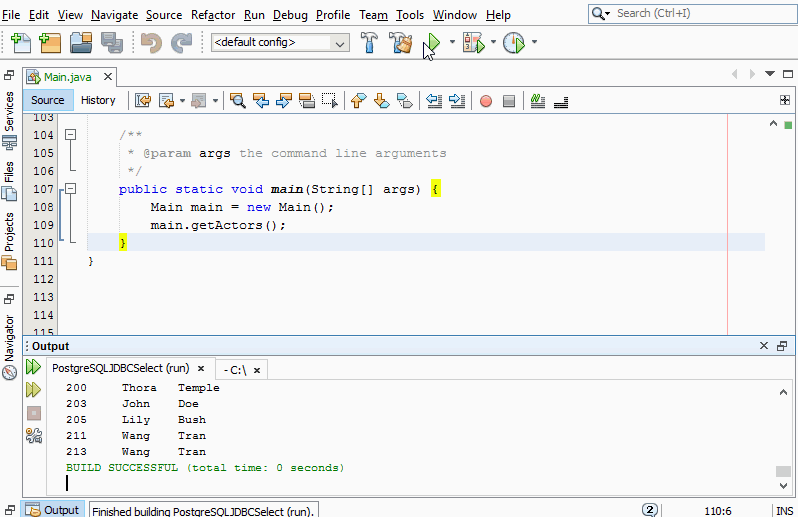 File Edit View Navigate Source Refactor Run Debug Profile Team Tools Window Help
Search (Ctrl+I)
<default config>
Main.java
Source History
Services
Files
Projects
Navigator
103
104 /**
105 * @param args the command line arguments
106 */
107 public static void main(String[] args) {
108 Main main = new Main();
109 main.getActors();
110 }
111 }
112
113
114
115
Output
PostgreSQLJDBCSelect (run) - C:\
200 Thora Temple
203 John Doe
205 Lily Bush
211 Wang Tran
213 Wang Tran
BUILD SUCCESSFUL (total time: 0 seconds)
Output Finished building PostgreSQLJDBCSelect (run). 2 110:6 INS